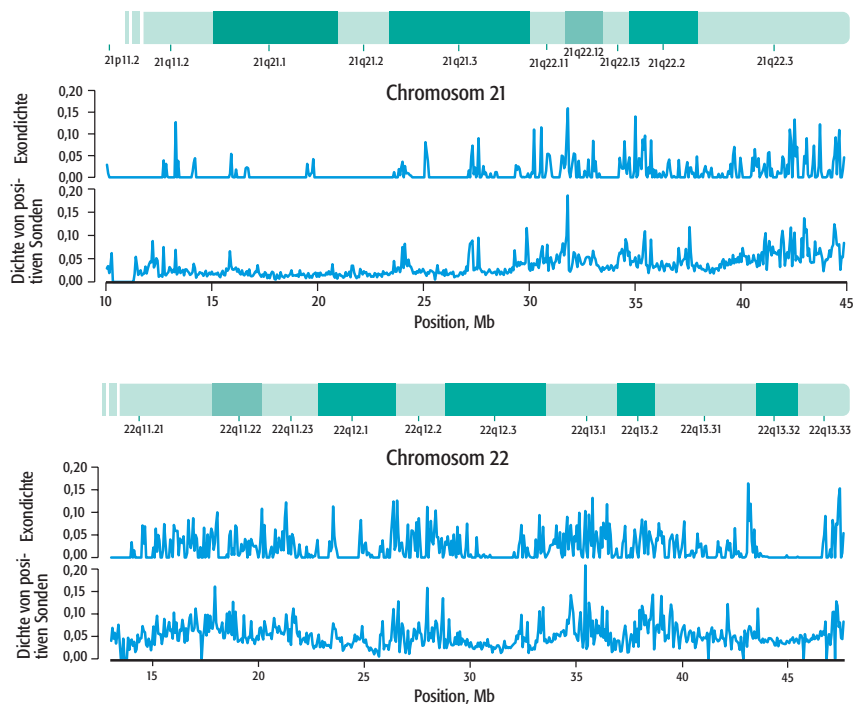 21p11.2 21q11.2 21q21.1 21q21.2 21q21.3 21q22.11 21q22.12 21q22.13 21q22.2 21q22.3
Chromosom 21
Exondichte
0,20
0,15
0,10
0,05
0,00
Dichte von posi-
tiven Sonden
0,20
0,15
0,10
0,05
0,00
10 15 20 25 30 35 40 45
Position, Mb
22q11.21 22q11.22 22q11.23 22q12.1 22q12.2 22q12.3 22q13.1 22q13.2 22q13.31 22q13.32 22q13.33
Chromosom 22
Exondichte
0,20
0,15
0,10
0,05
0,00
Dichte von posi-
tiven Sonden
0,20
0,15
0,10
0,05
0,00
15 20 25 30 35 40 45
Position, Mb